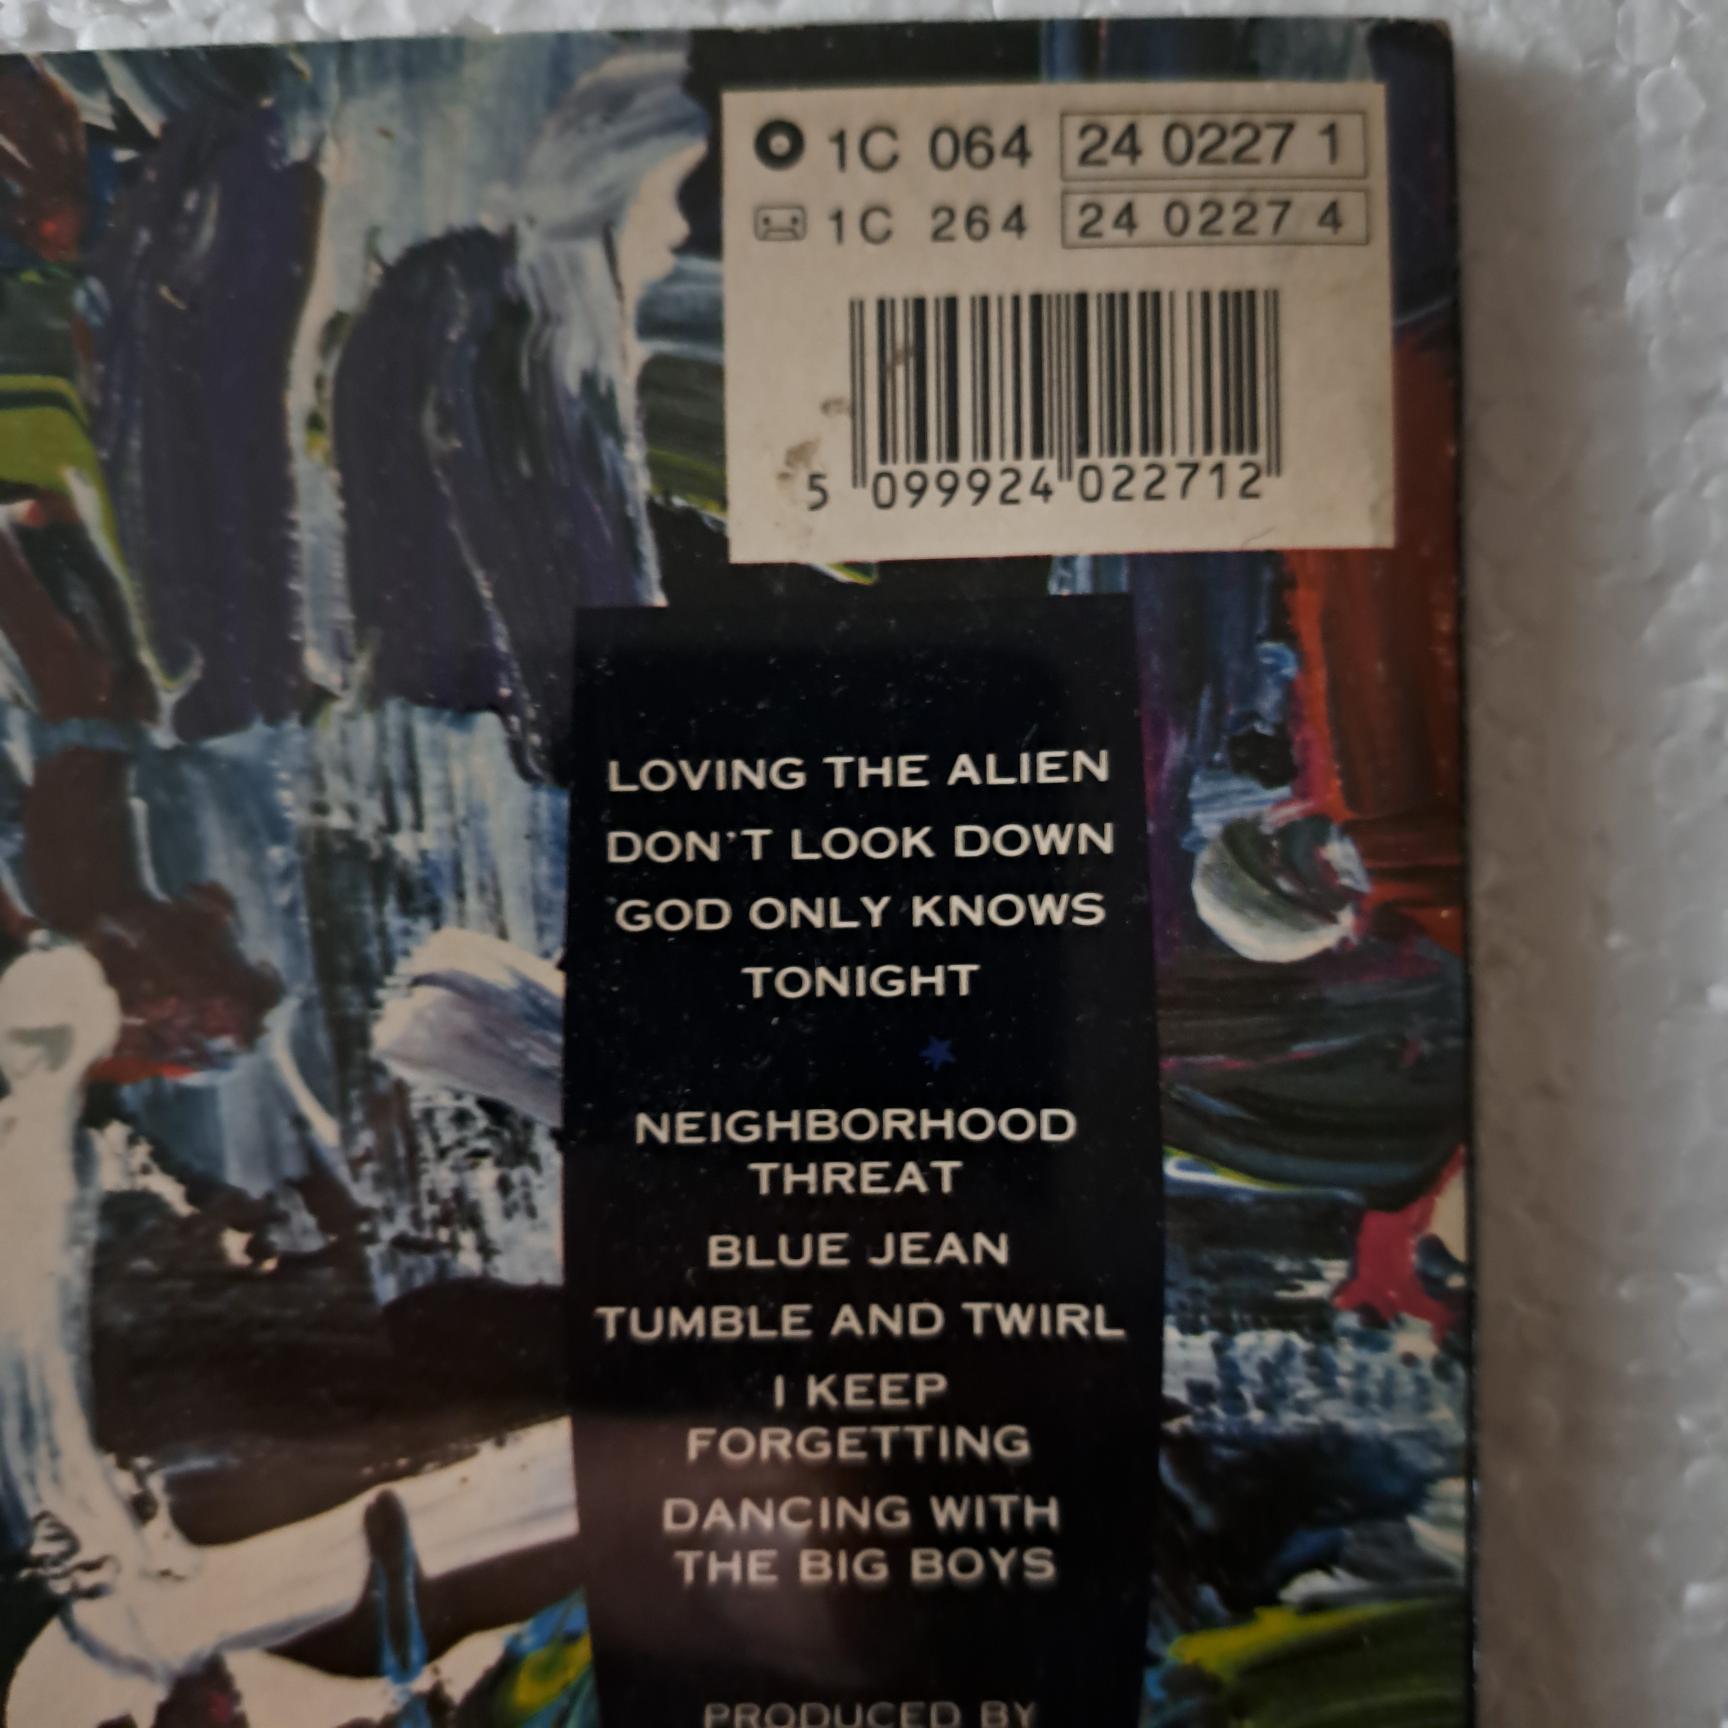 1C 064 24 0227 1
1C 264 24 0227 4
5 099924 022712
LOVING THE ALIEN
DON'T LOOK DOWN
GOD ONLY KNOWS
TONIGHT
NEIGHBORHOOD
THREAT
BLUE JEAN
TUMBLE AND TWIRL
I KEEP
FORGETTING
DANCING WITH
THE BIG BOYS
PRODUCED BY